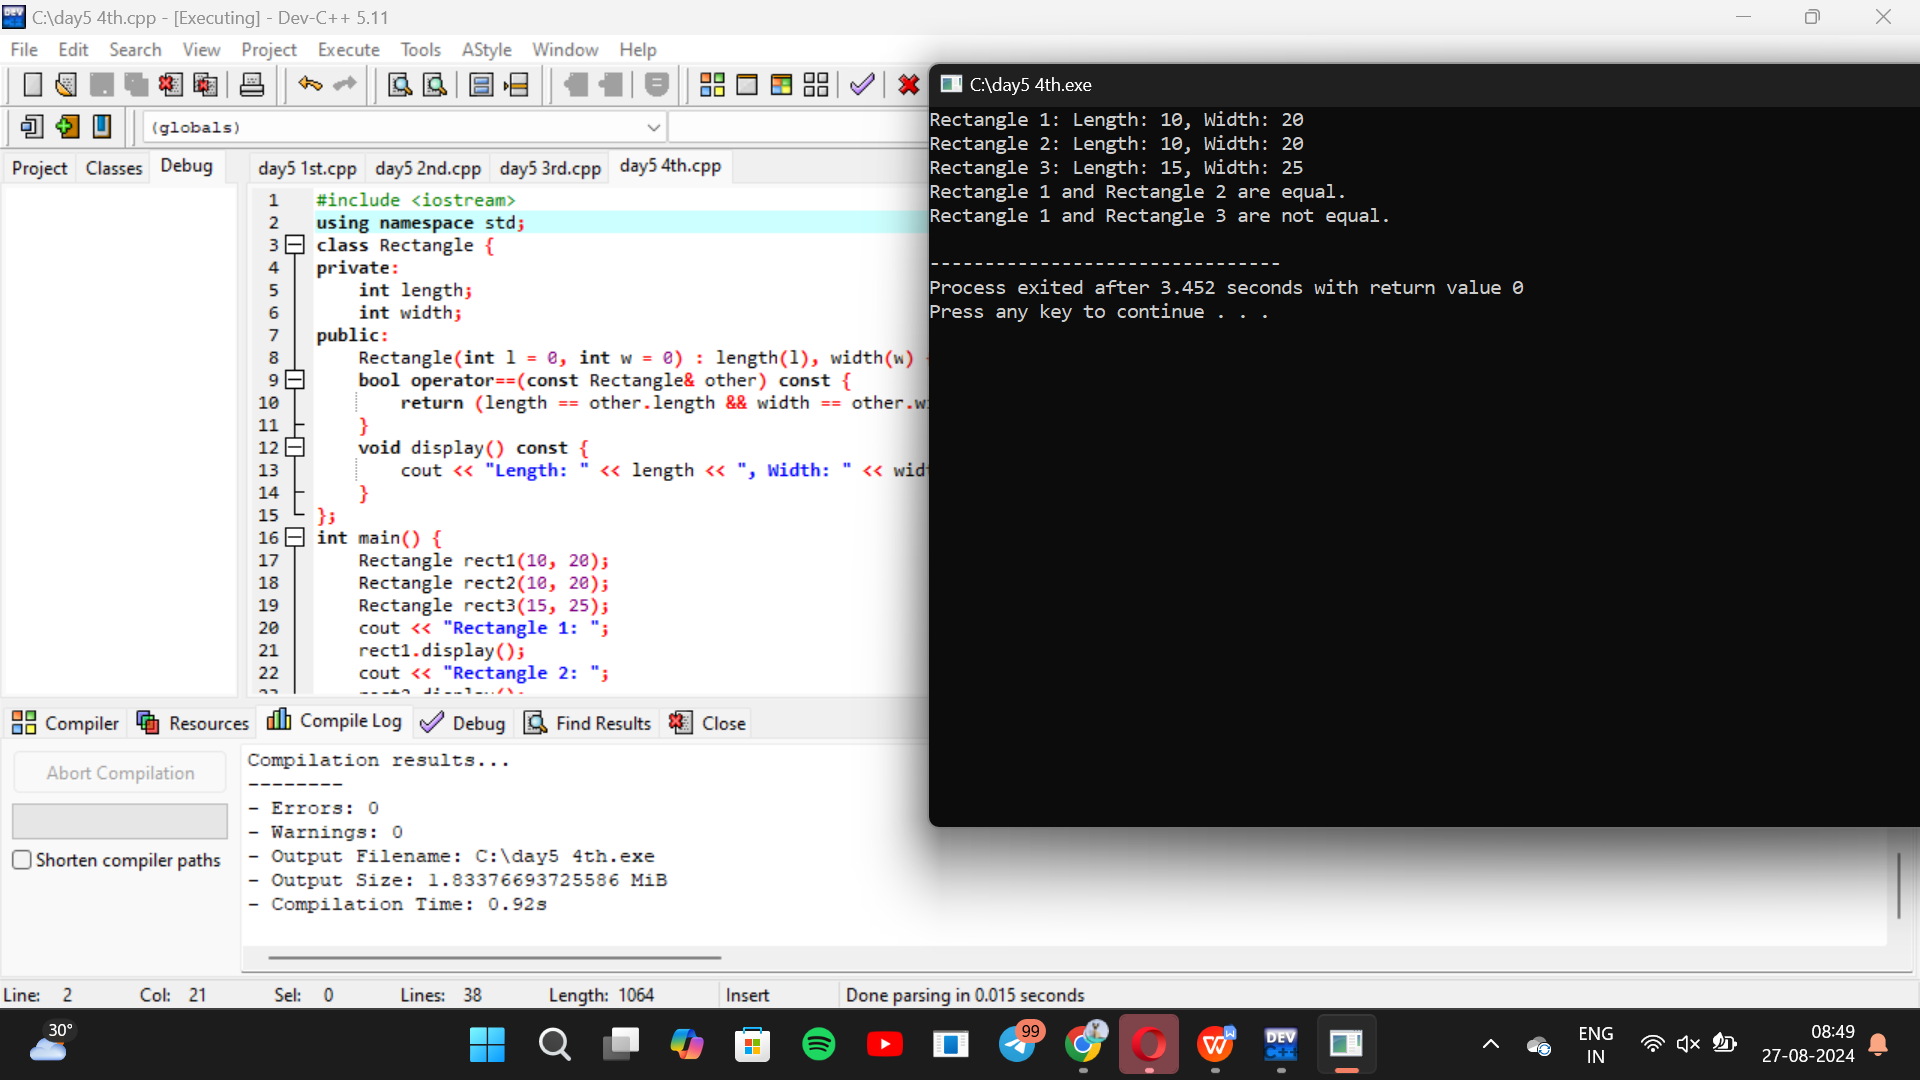 C:\day5 4th.cpp - [Executing] - Dev-C++ 5.11
File Edit Search View Project Execute Tools AStyle Window Help
(globals)
Project Classes Debug
day5 1st.cpp day5 2nd.cpp day5 3rd.cpp day5 4th.cpp
1 #include <iostream>
2 using namespace std;
3 class Rectangle {
4 private:
5 int length;
6 int width;
7 public:
8 Rectangle(int l = 0, int w = 0) : length(l), width(w)
9 bool operator==(const Rectangle& other) const {
10 return (length == other.length && width == other.
11 }
12 void display() const {
13 cout << "Length: " << length << ", Width: " <<
14 }
15 };
16 int main() {
17 Rectangle rect1(10, 20);
18 Rectangle rect2(10, 20);
19 Rectangle rect3(15, 25);
20 cout << "Rectangle 1: ";
21 rect1.display();
22 cout << "Rectangle 2: ";
C:\day5 4th.exe
Rectangle 1: Length: 10, Width: 20
Rectangle 2: Length: 10, Width: 20
Rectangle 3: Length: 15, Width: 25
Rectangle 1 and Rectangle 2 are equal.
Rectangle 1 and Rectangle 3 are not equal.
--------------------------------
Process exited after 3.452 seconds with return value 0
Press any key to continue . . .
Compiler Resources Compile Log Debug Find Results Close
Abort Compilation
Shorten compiler paths
Compilation results...
--------
- Errors: 0
- Warnings: 0
- Output Filename: C:\day5 4th.exe
- Output Size: 1.83376693725586 MiB
- Compilation Time: 0.92s
Line: 2 Col: 21 Sel: 0 Lines: 38 Length: 1064 Insert Done parsing in 0.015 seconds
30°
99
DEV
C++
ENG
IN
08:49
27-08-2024